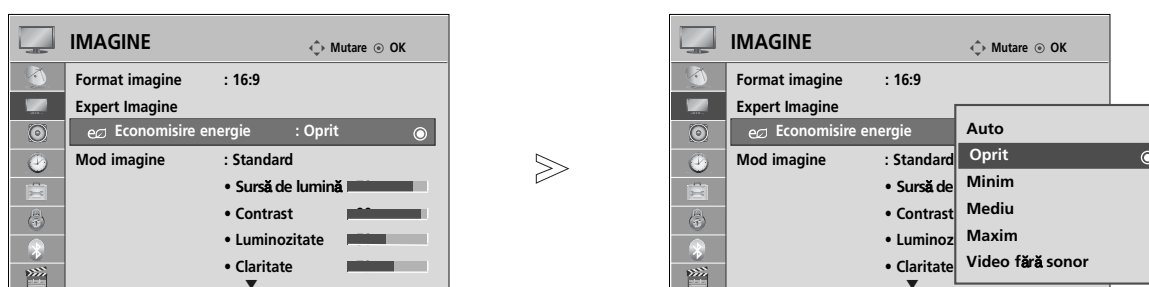 IMAGINE Mutare OK
Format imagine : 16:9
Expert Imagine
Economisire energie : Oprit
Mod imagine : Standard
• Sursă de lumină
• Contrast
• Luminozitate
• Claritate
IMAGINE Mutare OK
Format imagine : 16:9
Expert Imagine
Economisire energie
Mod imagine : Standard
• Sursă de
• Contrast
• Luminoz
• Claritate
Auto
Oprit
Minim
Mediu
Maxim
Video fără sonor